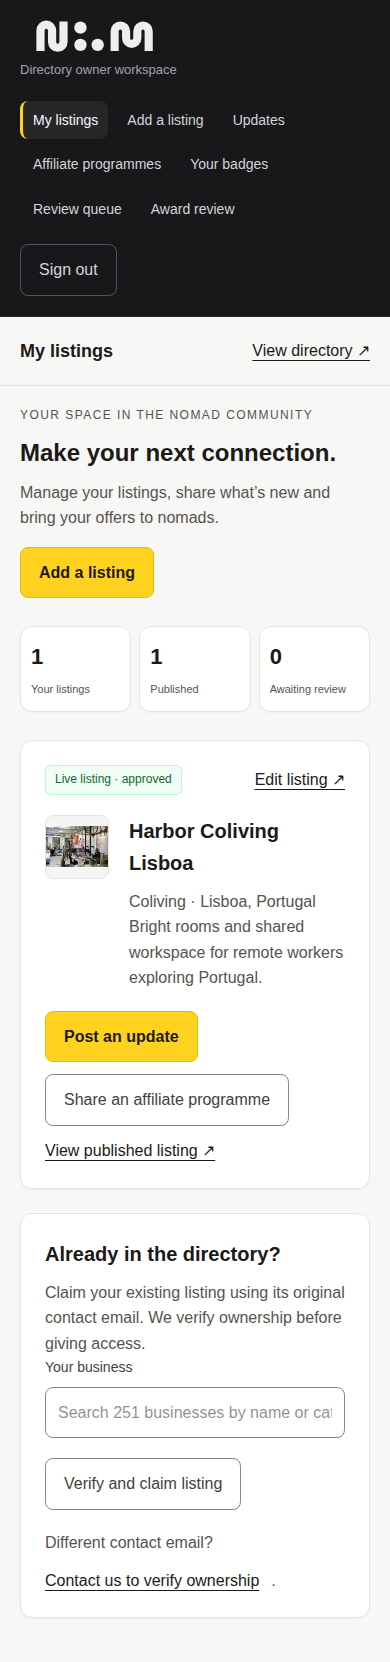 N:.M
Directory owner workspace
My listings Add a listing Updates
Affiliate programmes Your badges
Review queue Award review
Sign out
My listings View directory ↗
YOUR SPACE IN THE NOMAD COMMUNITY
Make your next connection.
Manage your listings, share what’s new and
bring your offers to nomads.
Add a listing
1 1 0
Your listings Published Awaiting review
Live listing · approved Edit listing ↗
Harbor Coliving
Lisboa
Coliving · Lisboa, Portugal
Bright rooms and shared
workspace for remote workers
exploring Portugal.
Post an update
Share an affiliate programme
View published listing ↗
Already in the directory?
Claim your existing listing using its original
contact email. We verify ownership before
giving access.
Your business
Search 251 businesses by name or cat
Verify and claim listing
Different contact email?
Contact us to verify ownership .